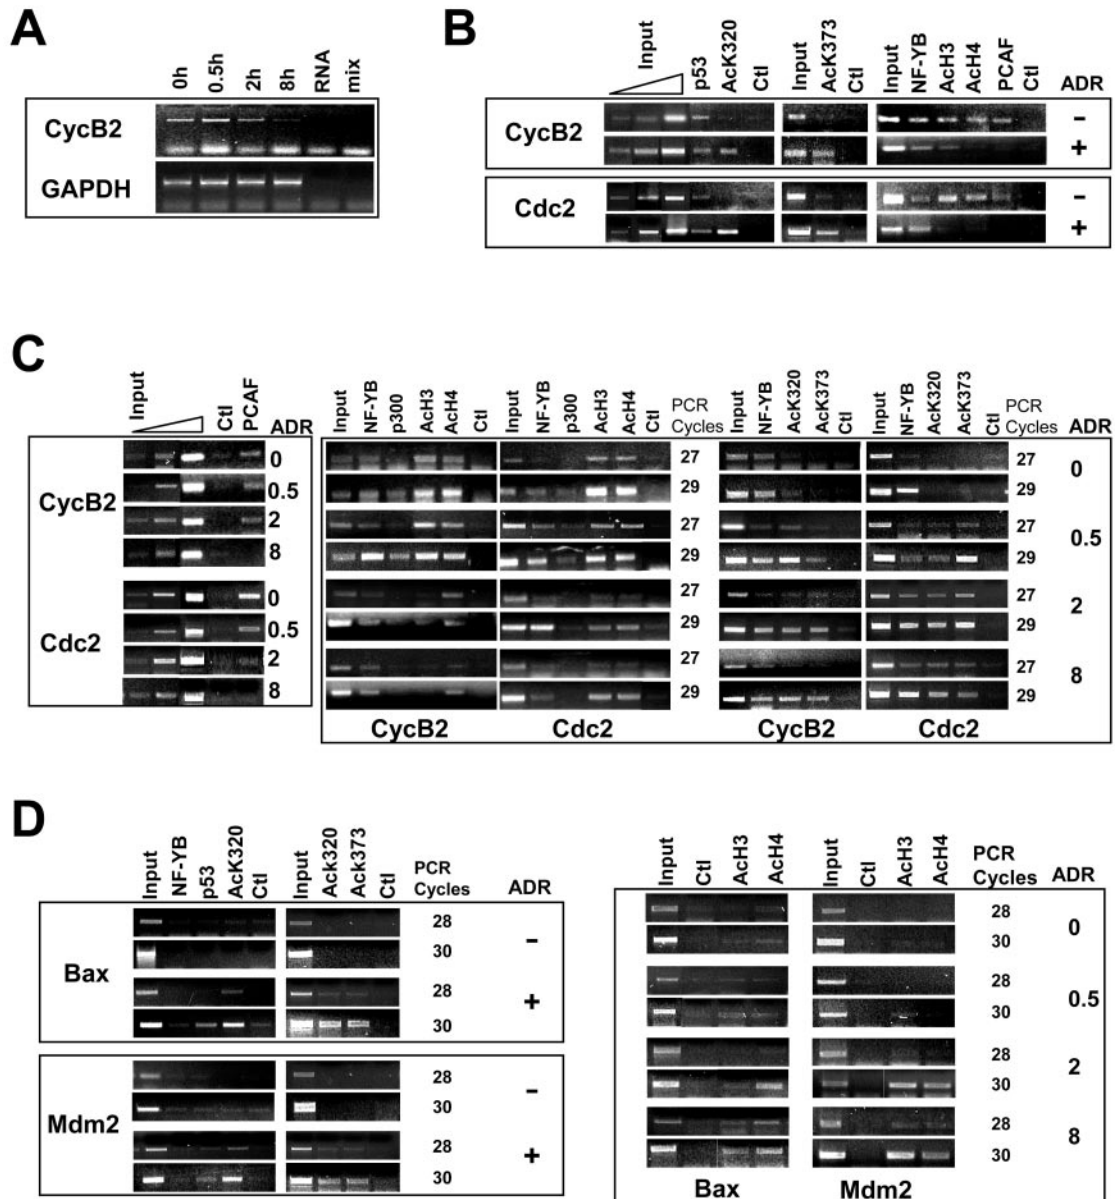 A
0h 0.5h 2h 8h RNA mix
CycB2
GAPDH
B
Input p53 AcK320 Ctl Input AcK373 Ctl Input NF-YB AcH3 AcH4 PCAF Ctl ADR
CycB2 -
+
Cdc2 -
+
C
Input Ctl PCAF ADR
CycB2
0
0.5
2
8
Cdc2
0
0.5
2
8
Input NF-YB p300 AcH3 AcH4 Ctl Input NF-YB p300 AcH3 AcH4 Ctl PCR Cycles Input NF-YB AcK320 AcK373 Ctl Input NF-YB AcK320 AcK373 Ctl PCR Cycles ADR
27 27 0
29 29
27 27 0.5
29 29
27 27 2
29 29
27 27 8
29 29
CycB2 Cdc2 CycB2 Cdc2
D
Input NF-YB p53 AcK320 Ctl Input Ack320 Ack373 Ctl PCR Cycles ADR
Bax
28 -
30
28 +
30
Mdm2
28 -
30
28 +
30
Input Ctl AcH3 AcH4 Input Ctl AcH3 AcH4 PCR Cycles ADR
28 0
30
28 0.5
30
28 2
30
28 8
30
Bax Mdm2